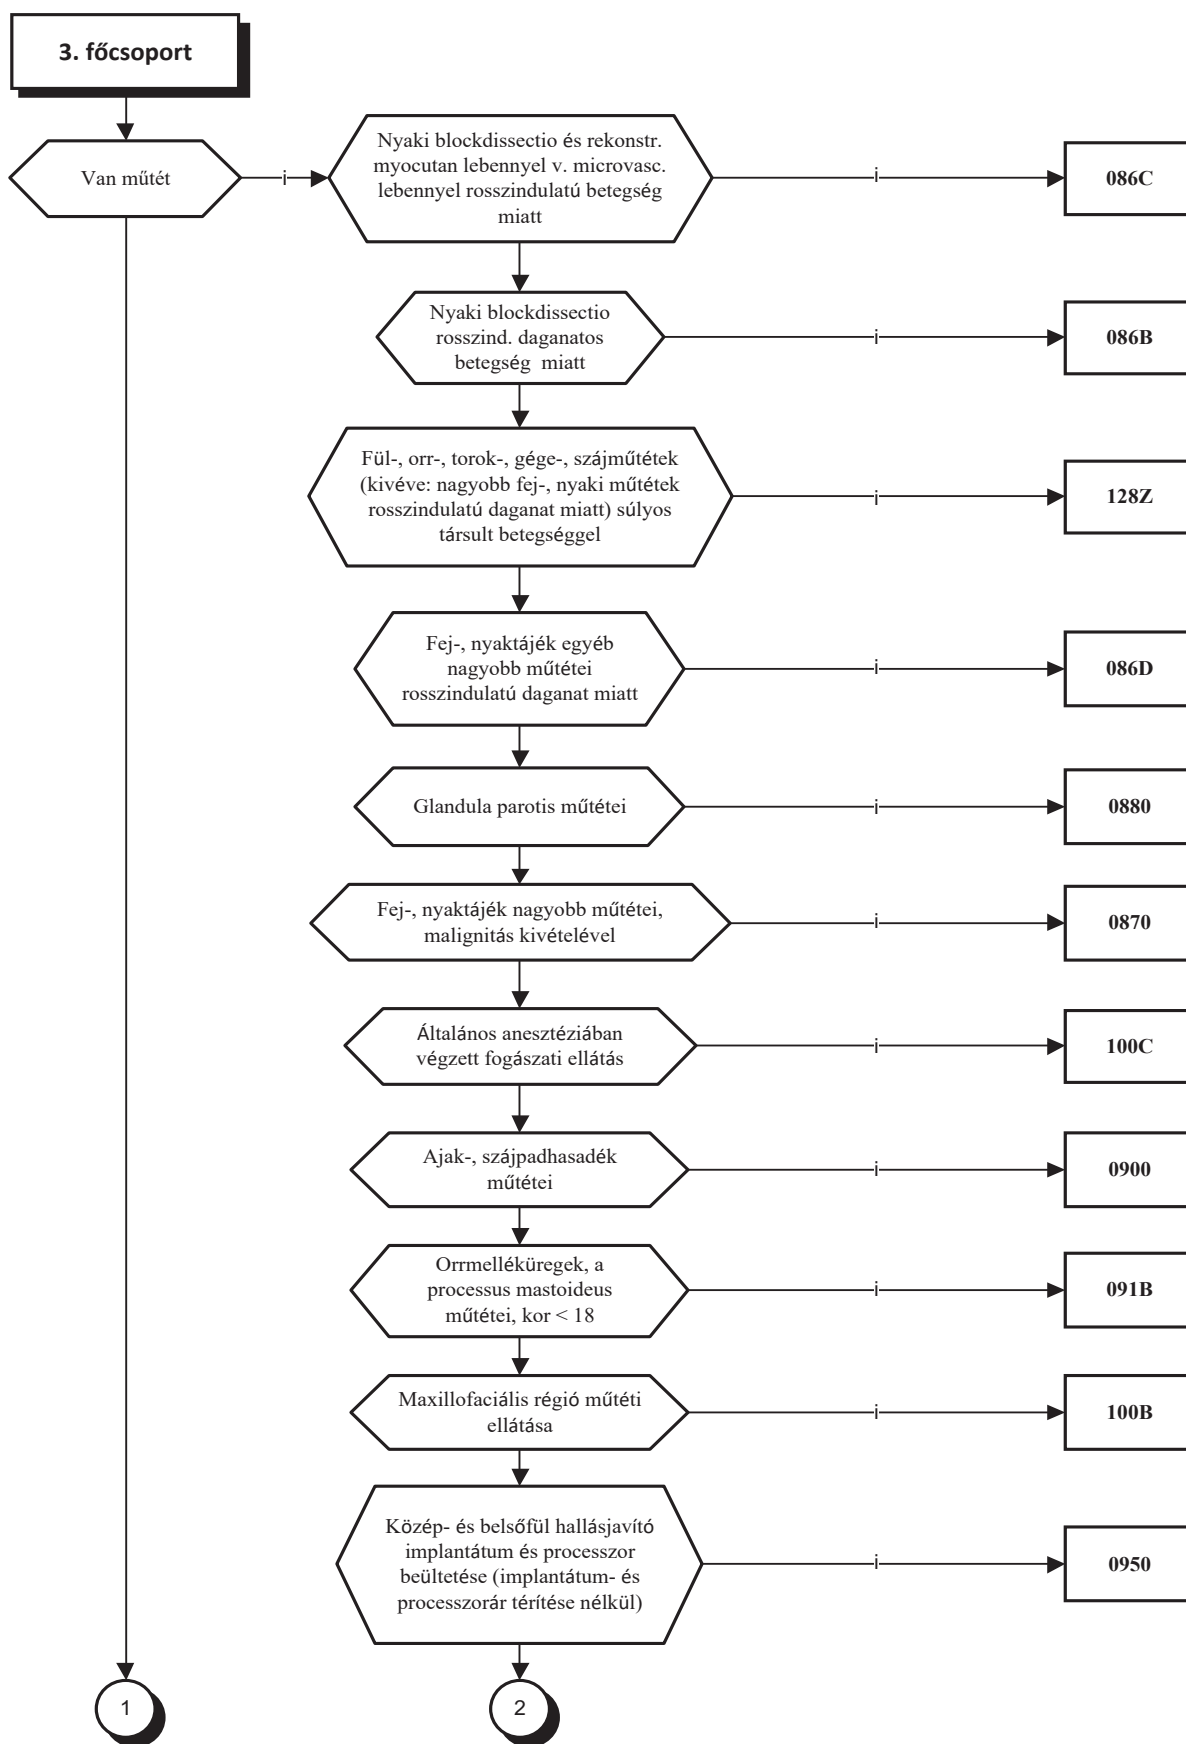 3. főcsoport
Van műtét
i
Nyaki blockdissectio és rekonstr.
myocutan lebennyel v. microvasc.
lebennyel rosszindulatú betegség
miatt
i
086C
Nyaki blockdissectio
rosszind. daganatos
betegség miatt
i
086B
Fül-, orr-, torok-, gége-, szájműtétek
(kivéve: nagyobb fej-, nyaki műtétek
rosszindulatú daganat miatt) súlyos
társult betegséggel
i
128Z
Fej-, nyaktájék egyéb
nagyobb műtétei
rosszindulatú daganat miatt
i
086D
Glandula parotis műtétei
i
0880
Fej-, nyaktájék nagyobb műtétei,
malignitás kivételével
i
0870
Általános anesztéziában
végzett fogászati ellátás
i
100C
Ajak-, szájpadhasadék
műtétei
i
0900
Orrmelléküregek, a
processus mastoideus
műtétei, kor < 18
i
091B
Maxillofaciális régió műtéti
ellátása
i
100B
Közép- és belsőfül hallásjavító
implantátum és processzor
beültetése (implantátum- és
processzorár térítése nélkül)
i
0950
1
2